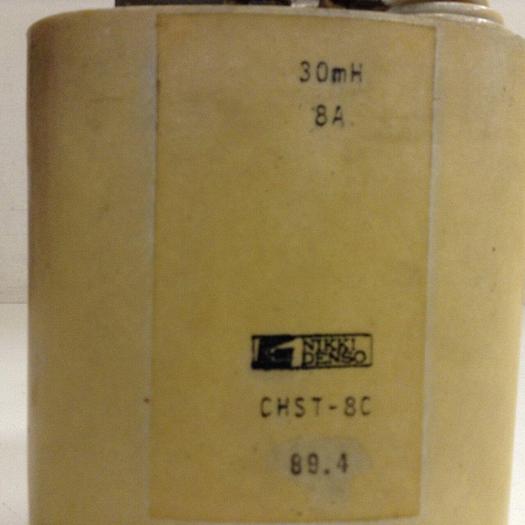 30mH
8A
NIKKI
DENSO
CHST-8C
89.4